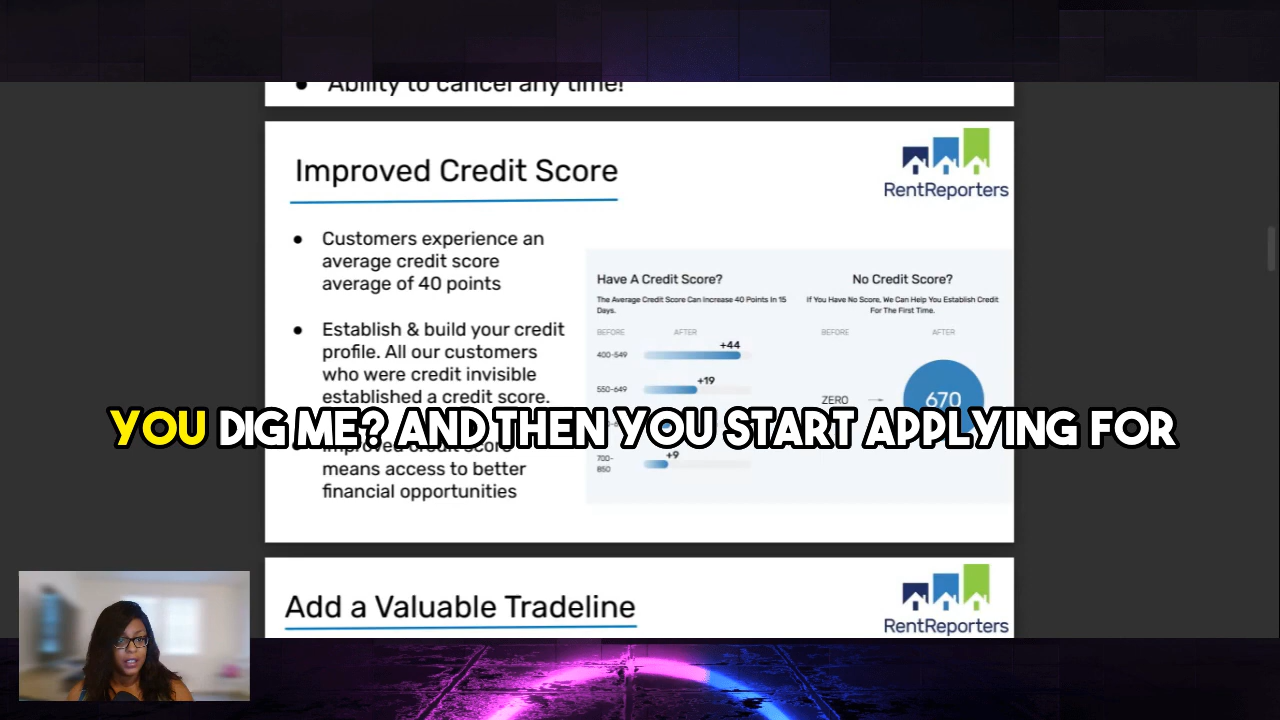 Ability to cancel any time!
Improved Credit Score
RentReporters
Customers experience an
average credit score
average of 40 points
Establish & build your credit
profile. All our customers
who were credit invisible
established a credit score.
improved credit score
means access to better
financial opportunities
Have A Credit Score?
The Average Credit Score Can Increase 40 Points In 15
Days.
BEFORE AFTER
400-549 +44
550-649 +19
700-
850 +9
No Credit Score?
If You Have No Score, We Can Help You Establish Credit
For The First Time.
BEFORE AFTER
ZERO 670
YOU DIG ME? AND THEN YOU START APPLYING FOR
Add a Valuable Tradeline
RentReporters